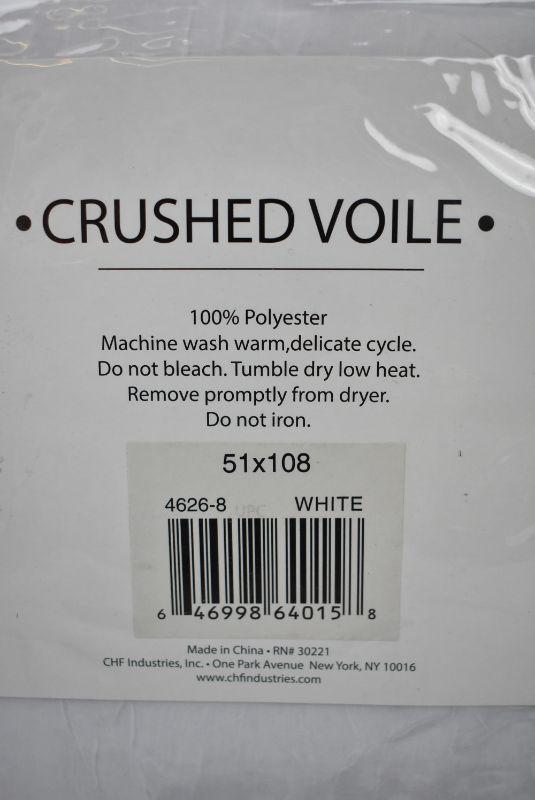 • CRUSHED VOILE •
100% Polyester
Machine wash warm,delicate cycle.
Do not bleach. Tumble dry low heat.
Remove promptly from dryer.
Do not iron.
51x108
4626-8 WHITE
UPC
6 46998 64015 8
Made in China • RN# 30221
CHF Industries, Inc. • One Park Avenue New York, NY 10016
www.chfindustries.com